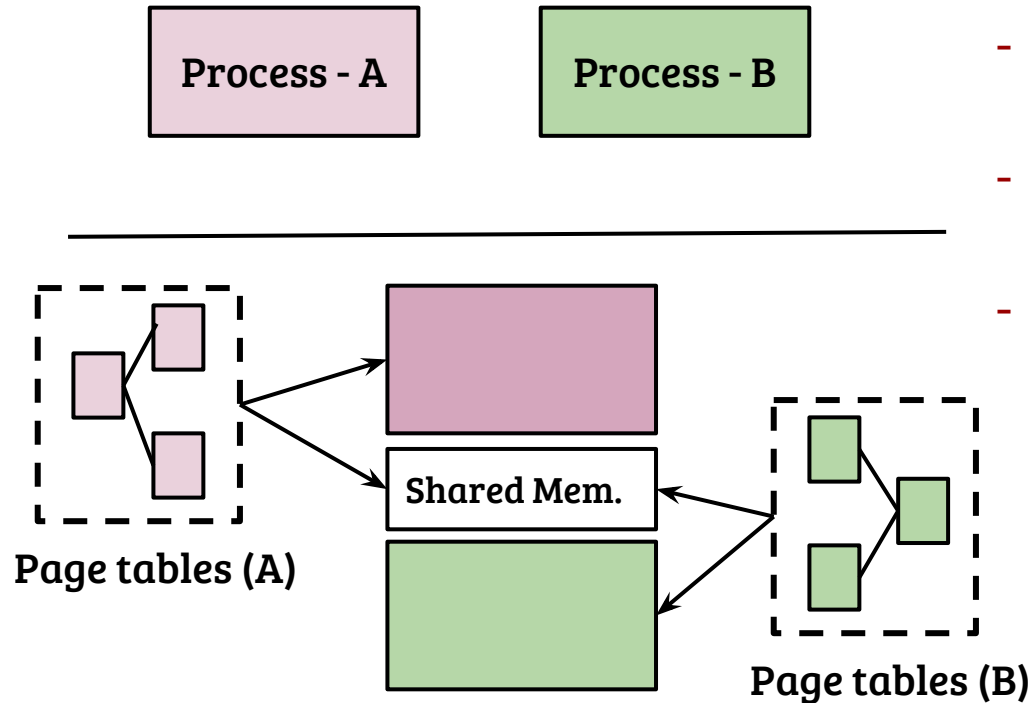 Process - A
Process - B
-
-
-
Shared Mem.
Page tables (A)
Page tables (B)